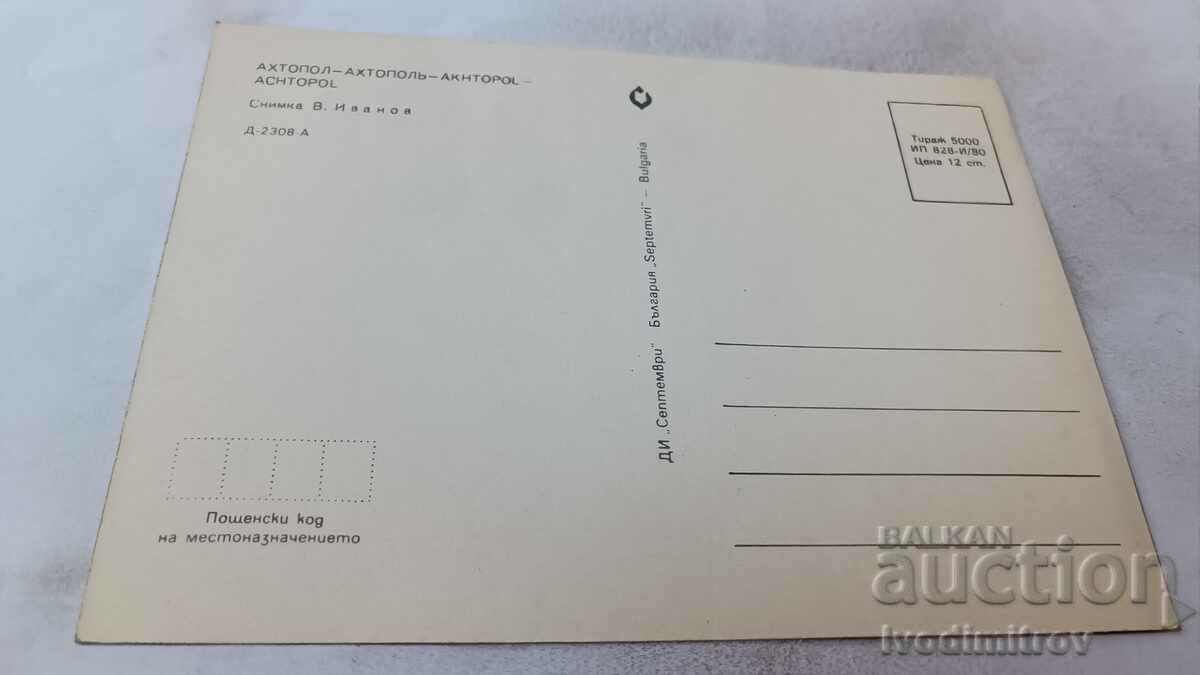 АХТОПОЛ—АХТОПОЛЬ—AKHTOPOL—
ACHTOPOL
Снимка В. Иванов
Д-2308-А
Тираж 5000
ИП 828-И/80
Цена 12 ст.
ДИ „Септември" България „Septemvri" — Bulgaria
Пощенски код
на местоназначението
BALKAN
auction
Ivodimitrov